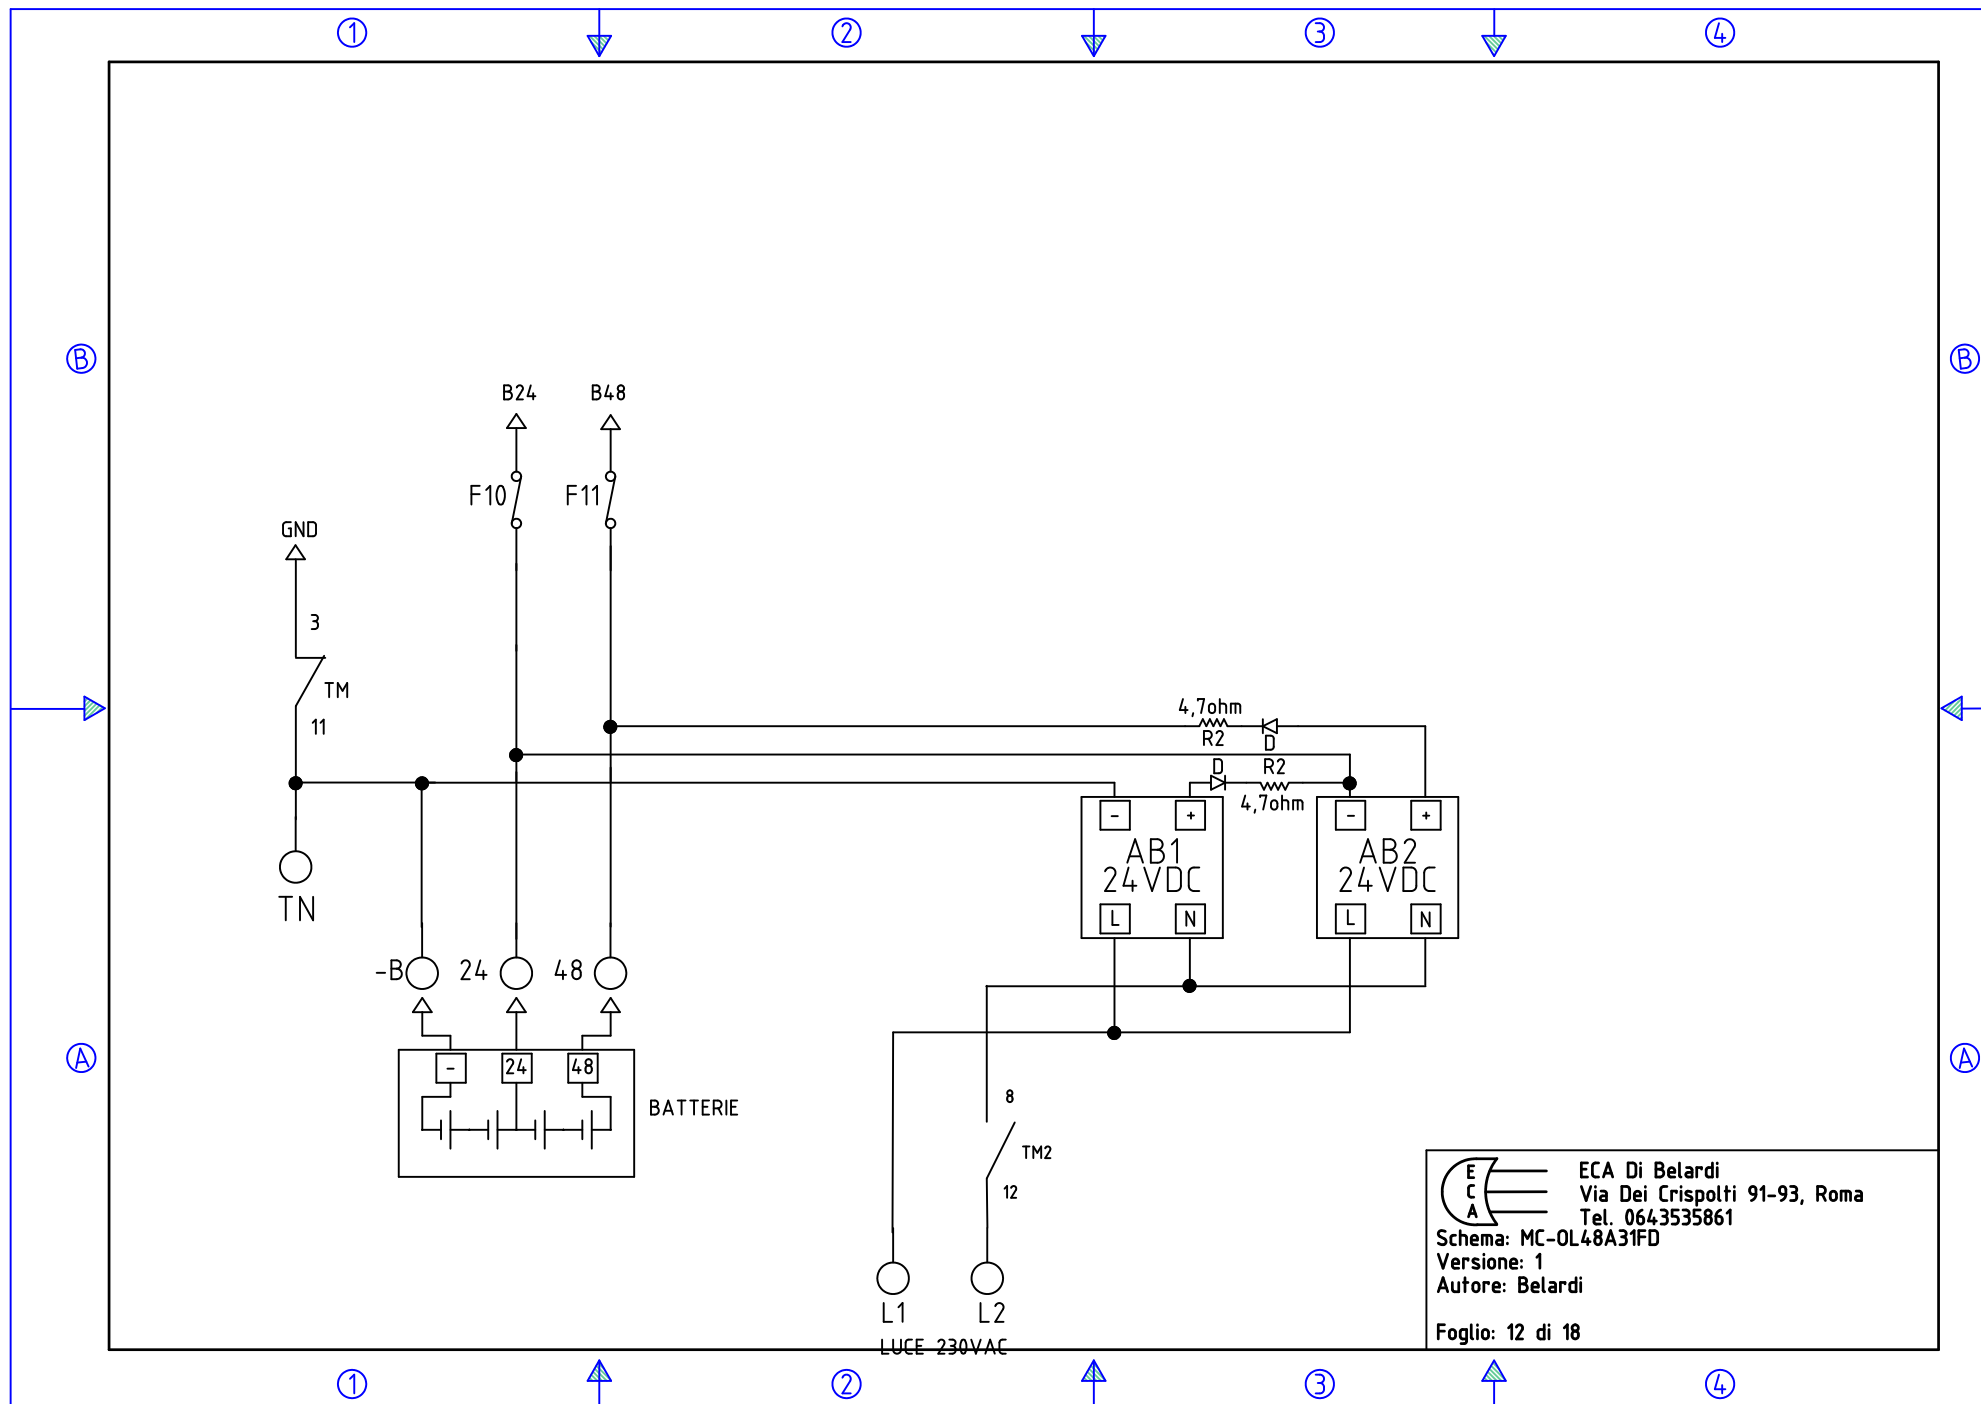 1 2 3 4
B B
B24 B48
F10 F11
GND
3
TM
11
4,7ohm
R2 D
D R2
4,7ohm
- + - +
AB1 AB2
24VDC 24VDC
L N L N
TN
-B 24 48
- 24 48
A A
BATTERIE
8
TM2
12
L1 L2
LUCE 230VAC
E
C
A
ECA Di Belardi
Via Dei Crispolti 91-93, Roma
Tel. 0643535861
Schema: MC-OL48A31FD
Versione: 1
Autore: Belardi
Foglio: 12 di 18
1 2 3 4